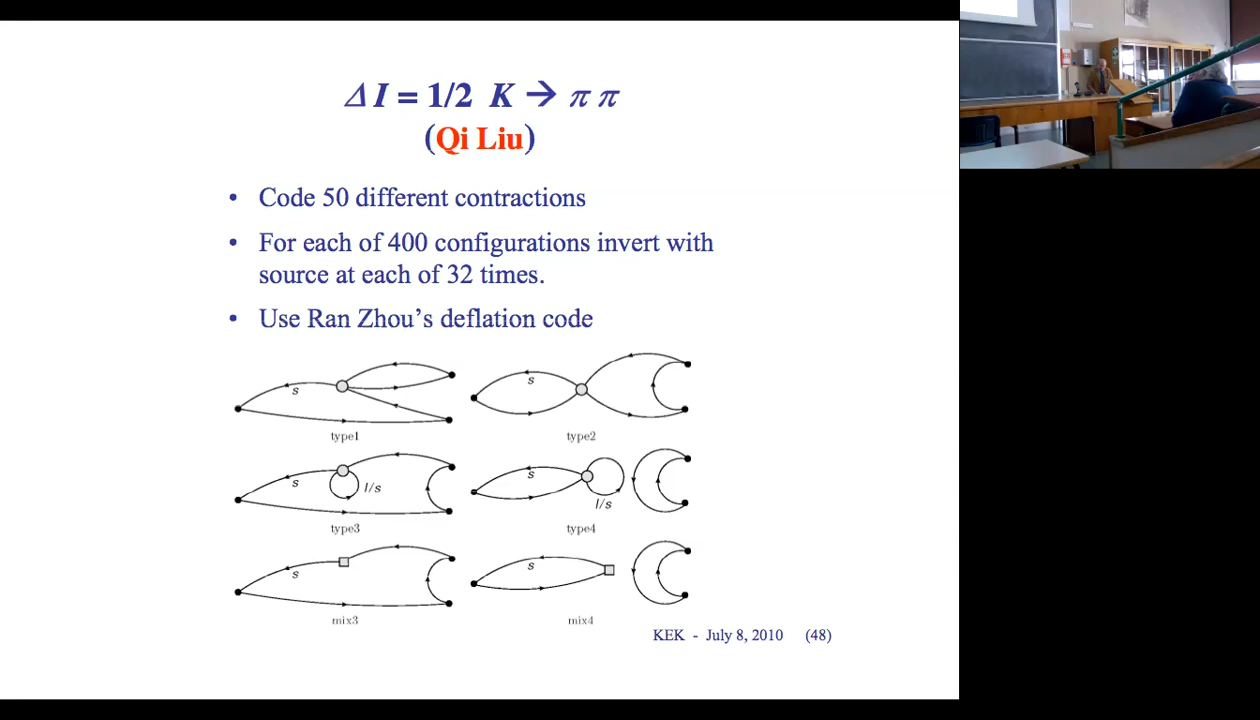 Δ I = 1/2 K → π π
(Qi Liu)
• Code 50 different contractions
• For each of 400 configurations invert with
source at each of 32 times.
• Use Ran Zhou's deflation code
s
type1
s
type2
s
l/s
type3
s
l/s
type4
s
mix3
s
mix4
KEK - July 8, 2010 (48)